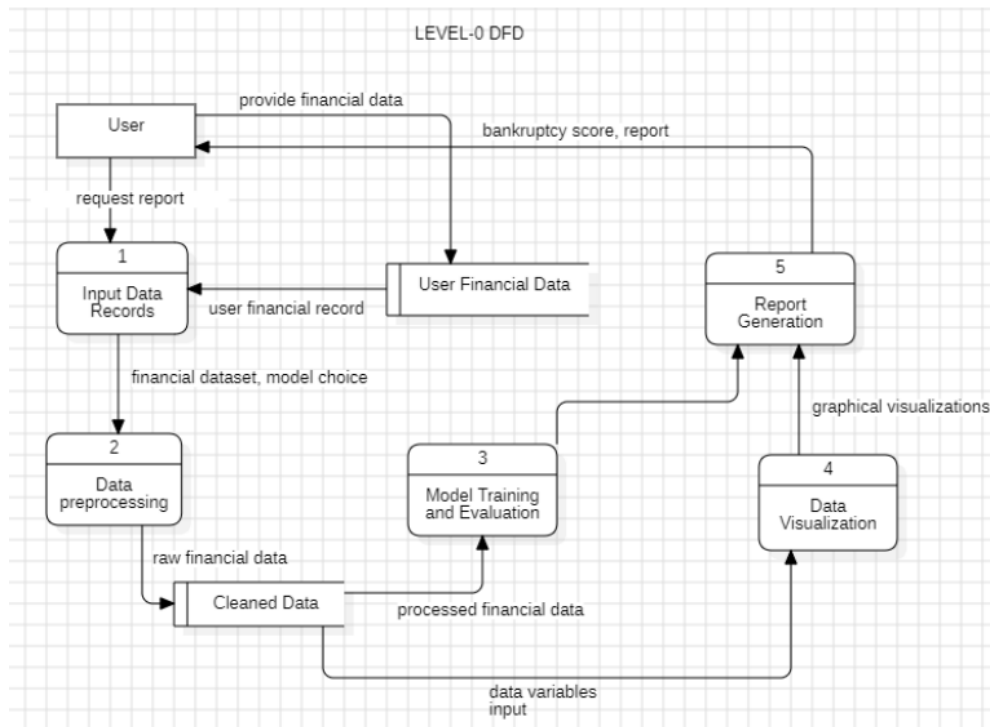 LEVEL-0 DFD
provide financial data
User
bankruptcy score, report
request report
1
Input Data
Records
User Financial Data
user financial record
5
Report
Generation
financial dataset, model choice
graphical visualizations
2
Data
preprocessing
3
Model Training
and Evaluation
4
Data
Visualization
raw financial data
Cleaned Data
processed financial data
data variables
input